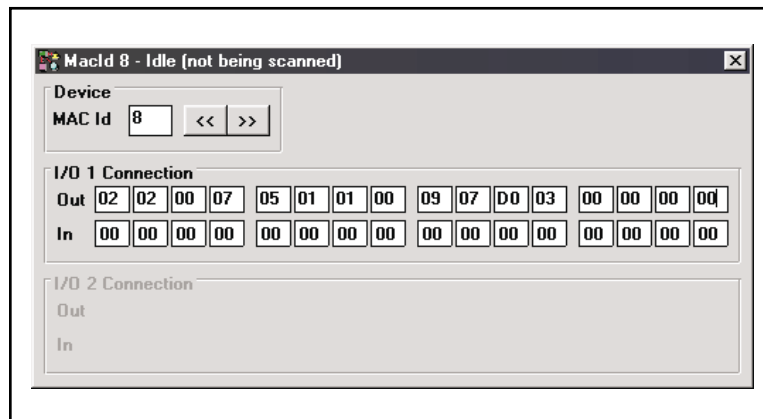 MacId 8 - Idle (not being scanned)
Device
MAC Id 8 << >>
I/O 1 Connection
Out 02 02 00 07 05 01 01 00 09 07 D0 03 00 00 00 00
In 00 00 00 00 00 00 00 00 00 00 00 00 00 00 00 00
I/O 2 Connection
Out
In